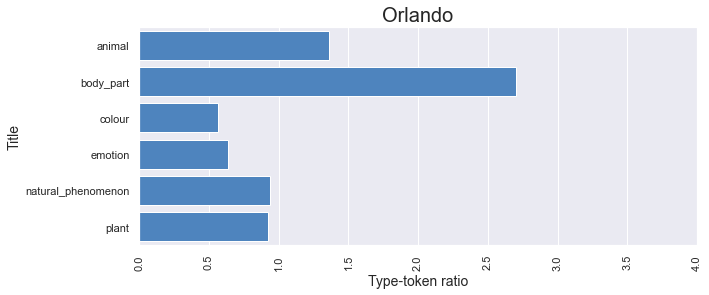 Orlando
Title
animal
body_part
colour
emotion
natural_phenomenon
plant
0.0 0.5 1.0 1.5 2.0 2.5 3.0 3.5 4.0
Type-token ratio